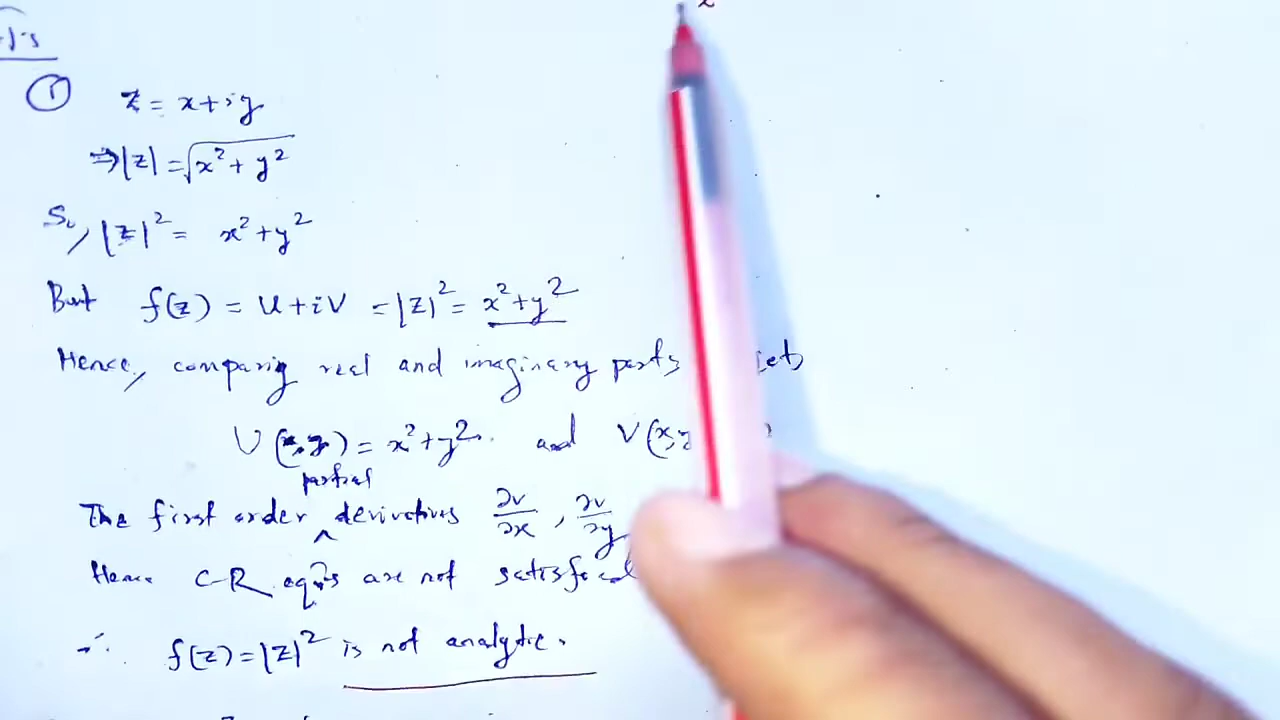 ①
z = x+iy
⇒|z| = √x²+y²
So, |z|² = x²+y²
But f(z) = u+iV = |z|² = x²+y²
Hence, comparing real and imaginary parts
U(x,y) = x²+y². and V(x,y
partial
The first order ^ derivatives ∂v/∂x , ∂v/∂y
Hence C-R eqns are not satisfied
∴ f(z) = |z|² is not analytic.